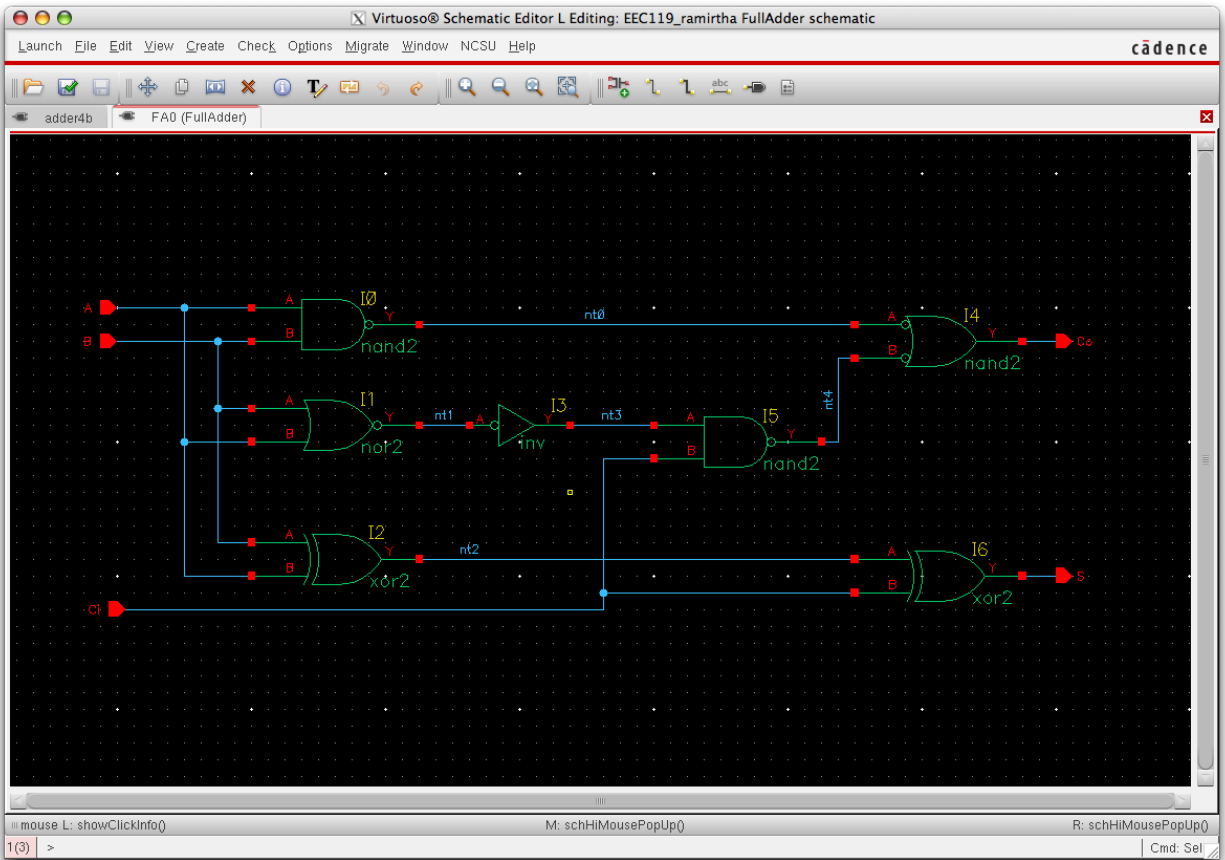 Virtuoso® Schematic Editor L Editing: EEC119_ramirtha FullAdder schematic
Launch File Edit View Create Check Options Migrate Window NCSU Help cādence
abc
adder4b FA0 (FullAdder)
A A I0 Y nt0 A I4 Y
B B nand2 B nand2 Co
A I1 Y nt1 A I3 Y nt3 A I5 Y nt4
B nor2 inv B nand2
A I2 Y nt2 A I6 Y
B xor2 B xor2 S
Ci
mouse L: showClickInfo() M: schHiMousePopUp() R: schHiMousePopUp()
1(3) > Cmd: Sel